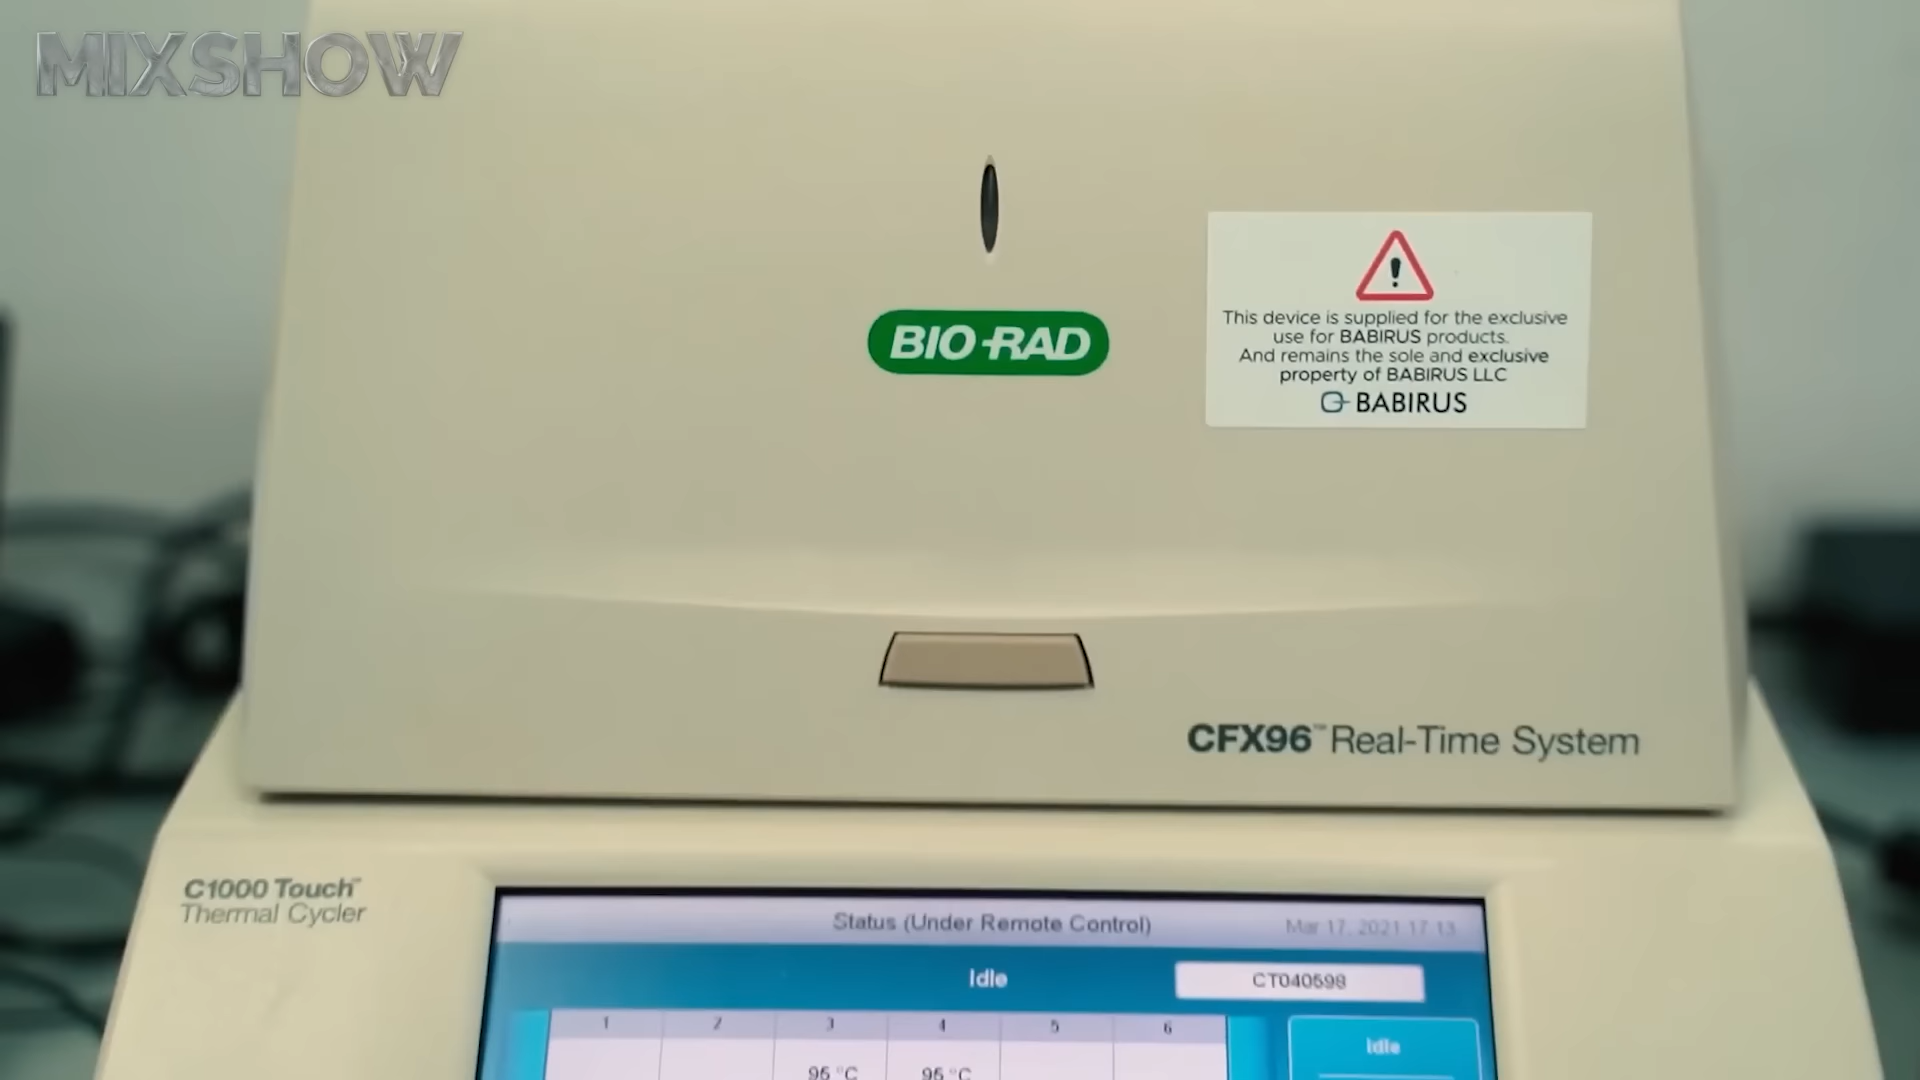 MIXSHOW
BIO-RAD
This device is supplied for the exclusive
use for BABIRUS products.
And remains the sole and exclusive
property of BABIRUS LLC
BABIRUS
CFX96™ Real-Time System
C1000 Touch™
Thermal Cycler
Status (Under Remote Control)
Mar 17, 2021 17:13
Idle
CT040598
1 2 3 4 5 6
Idle
95 °C 95 °C